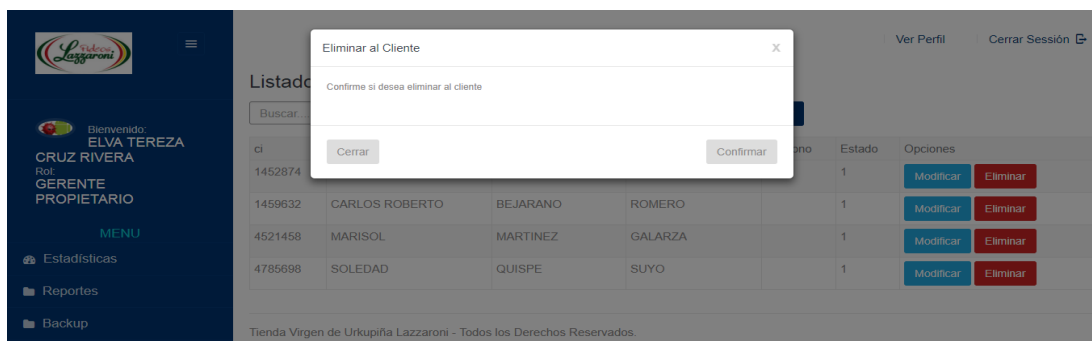 Fideos
Lazzaroni
Eliminar al Cliente
X
Ver Perfil
Cerrar Sessión
Confirme si desea eliminar al cliente
Cerrar
Confirmar
Listado
Buscar...
Bienvenido:
ELVA TEREZA
CRUZ RIVERA
Rol:
GERENTE
PROPIETARIO
MENU
Estadísticas
Reportes
Backup
ci
Estado
Opciones
1452874
1
Modificar
Eliminar
1459632
CARLOS ROBERTO
BEJARANO
ROMERO
1
Modificar
Eliminar
4521458
MARISOL
MARTINEZ
GALARZA
1
Modificar
Eliminar
4785698
SOLEDAD
QUISPE
SUYO
1
Modificar
Eliminar
Tienda Virgen de Urkupiña Lazzaroni - Todos los Derechos Reservados.